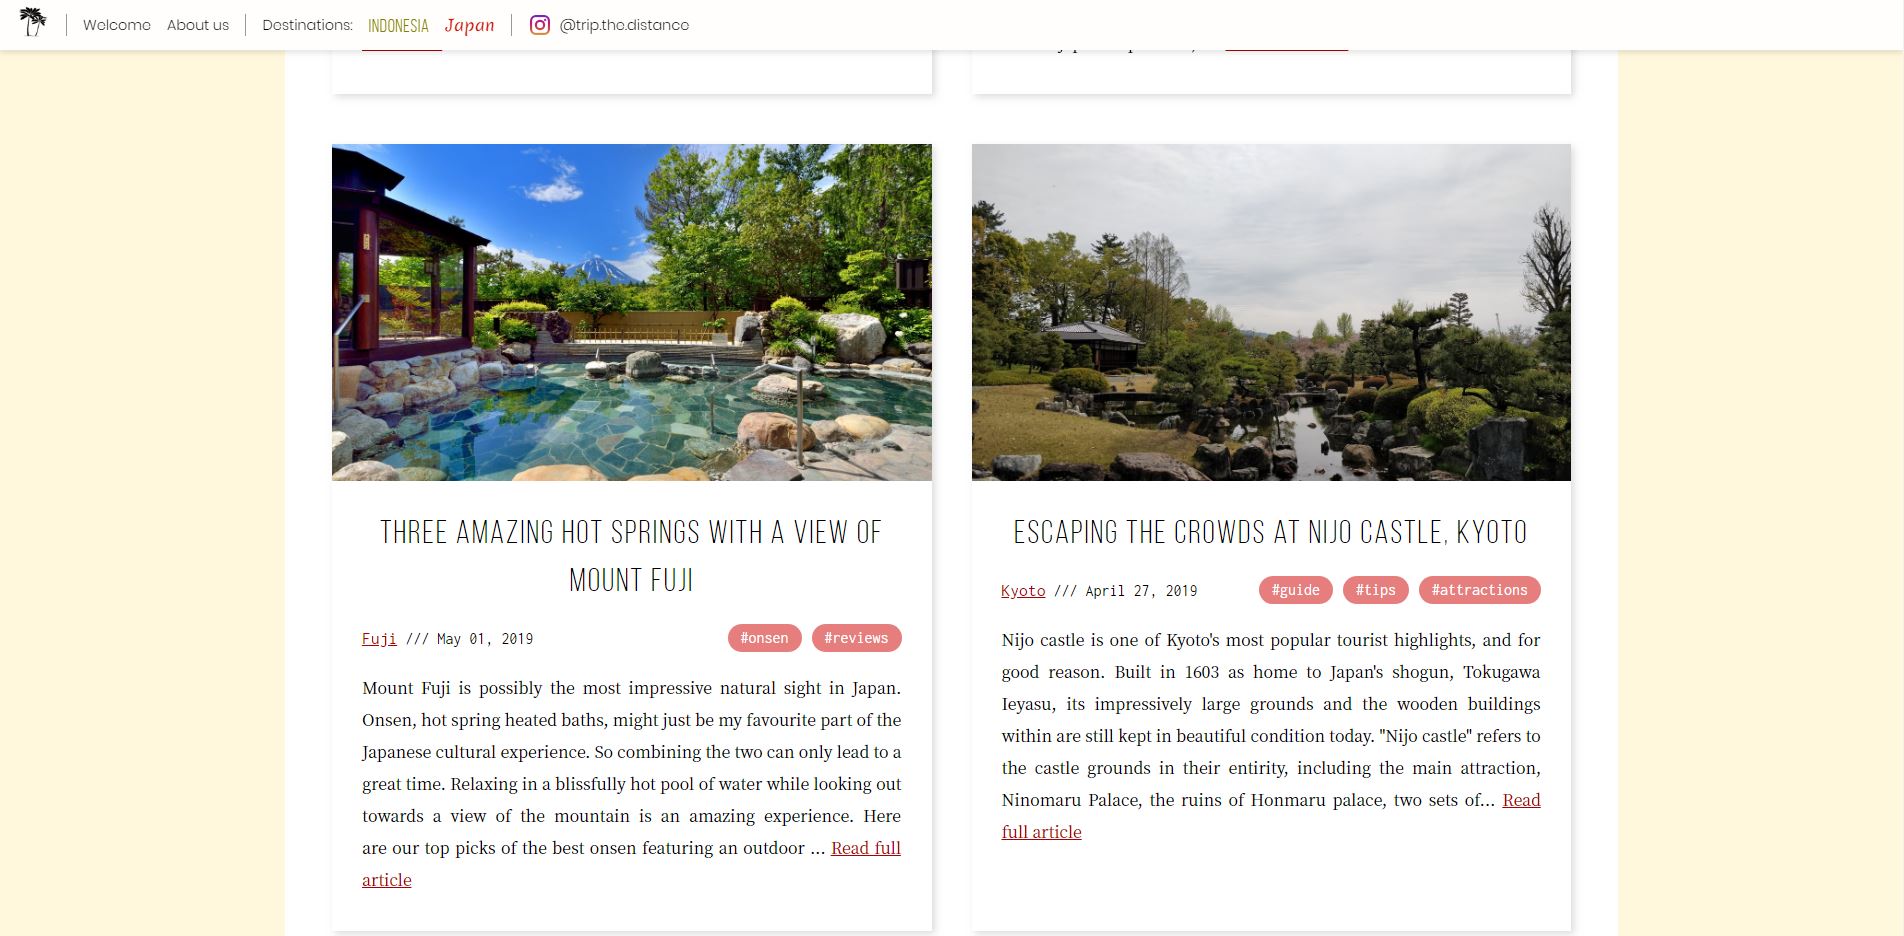 Welcome About us Destinations: INDONESIA Japan @trip.the.distance
THREE AMAZING HOT SPRINGS WITH A VIEW OF
MOUNT FUJI
Fuji /// May 01, 2019 #onsen #reviews
Mount Fuji is possibly the most impressive natural sight in Japan.
Onsen, hot spring heated baths, might just be my favourite part of the
Japanese cultural experience. So combining the two can only lead to a
great time. Relaxing in a blissfully hot pool of water while looking out
towards a view of the mountain is an amazing experience. Here
are our top picks of the best onsen featuring an outdoor ... Read full
article
ESCAPING THE CROWDS AT NIJO CASTLE, KYOTO
Kyoto /// April 27, 2019 #guide #tips #attractions
Nijo castle is one of Kyoto's most popular tourist highlights, and for
good reason. Built in 1603 as home to Japan's shogun, Tokugawa
Ieyasu, its impressively large grounds and the wooden buildings
within are still kept in beautiful condition today. "Nijo castle" refers to
the castle grounds in their entirity, including the main attraction,
Ninomaru Palace, the ruins of Honmaru palace, two sets of... Read
full article